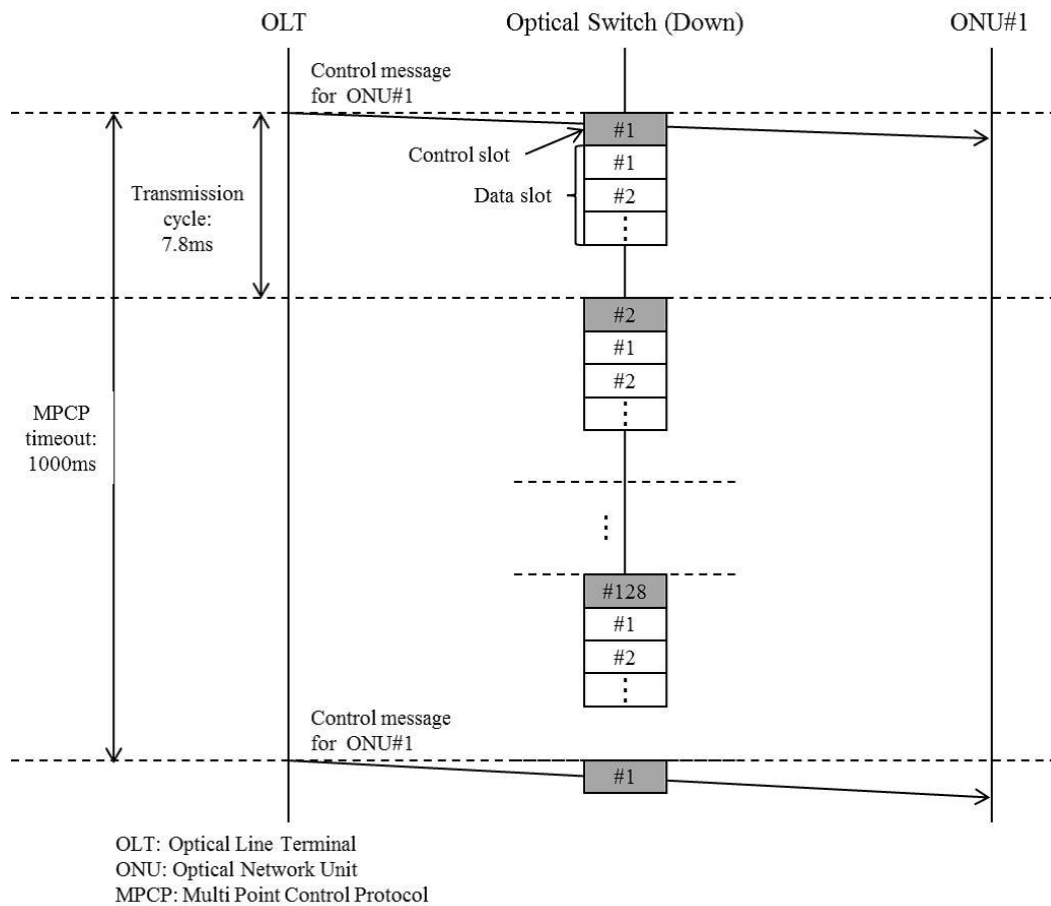 OLT
Optical Switch (Down)
ONU#1
Control message
for ONU#1
#1
Control slot
#1
Data slot
#2
⋮
Transmission
cycle:
7.8ms
#2
#1
#2
⋮
MPCP
timeout:
1000ms
⋮
#128
#1
#2
⋮
Control message
for ONU#1
#1
OLT: Optical Line Terminal
ONU: Optical Network Unit
MPCP: Multi Point Control Protocol